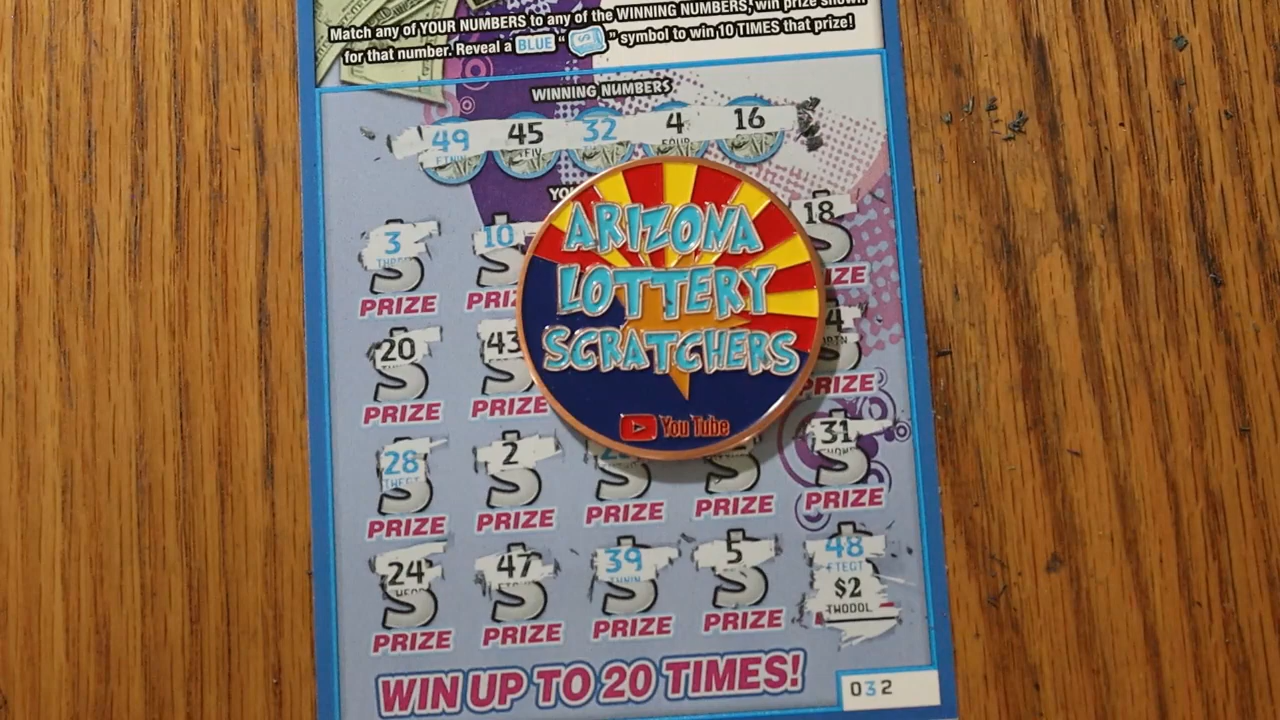 Match any of YOUR NUMBERS to any of the WINNING NUMBERS, win prize shown
for that number. Reveal a BLUE " " symbol to win 10 TIMES that prize!
WINNING NUMBERS
49 45 32 4 16
ARIZONA
LOTTERY
SCRATCHERS
YouTube
3 10 18
PRIZE
20 43
PRIZE PRIZE PRIZE
28 2 31
PRIZE PRIZE PRIZE PRIZE PRIZE
24 47 39 5 48
$2
TWODOL
PRIZE PRIZE PRIZE PRIZE
WIN UP TO 20 TIMES!
032